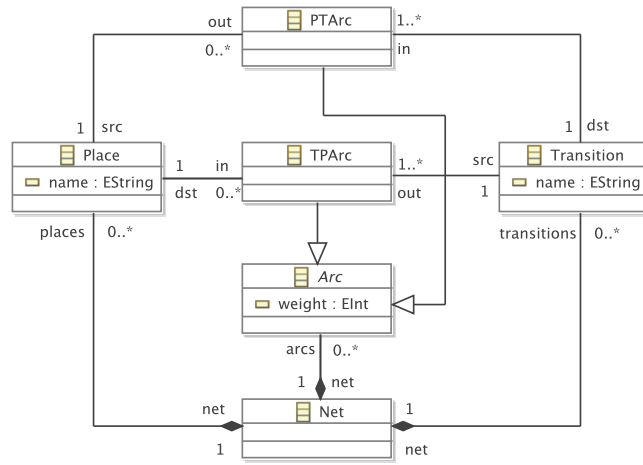 out
PTArc
1..*
0..*
in
1
src
1
dst
Place
name : EString
1
in
dst
0..*
TPArc
1..*
out
src
1
Transition
name : EString
places
0..*
transitions
0..*
Arc
weight : EInt
arcs
0..*
1
net
net
1
Net
1
net